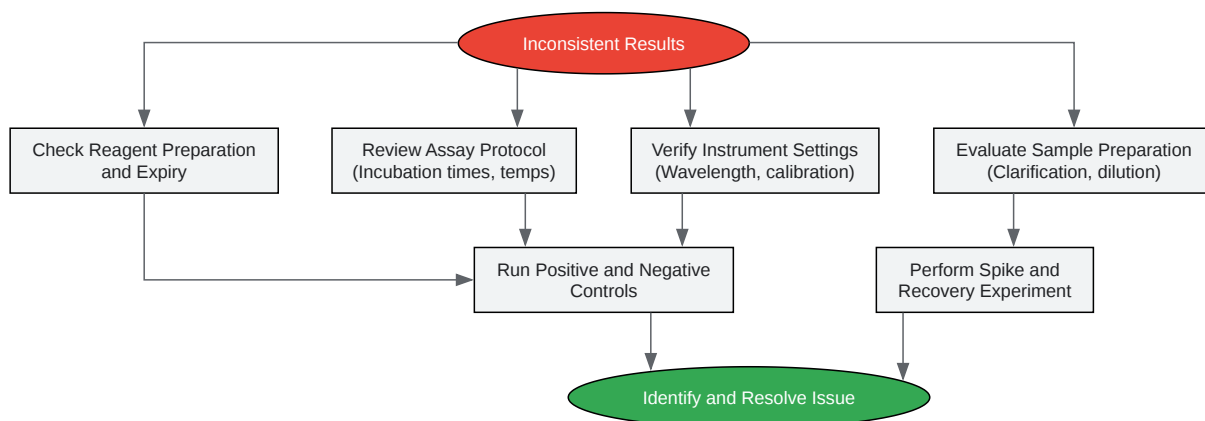 Inconsistent Results
Check Reagent Preparation
and Expiry
Review Assay Protocol
(Incubation times, temps)
Verify Instrument Settings
(Wavelength, calibration)
Evaluate Sample Preparation
(Clarification, dilution)
Run Positive and Negative
Controls
Perform Spike and
Recovery Experiment
Identify and Resolve Issue